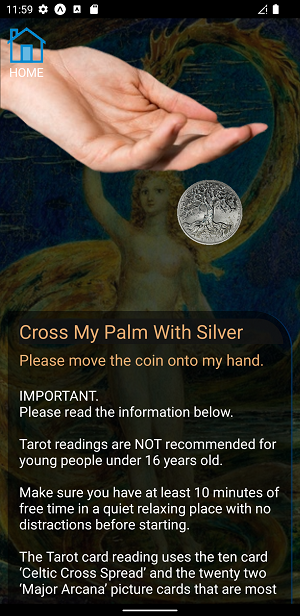 11:59
HOME
Cross My Palm With Silver
Please move the coin onto my hand.
IMPORTANT.
Please read the information below.
Tarot readings are NOT recommended for
young people under 16 years old.
Make sure you have at least 10 minutes of
free time in a quiet relaxing place with no
distractions before starting.
The Tarot card reading uses the ten card
‘Celtic Cross Spread’ and the twenty two
‘Major Arcana’ picture cards that are most